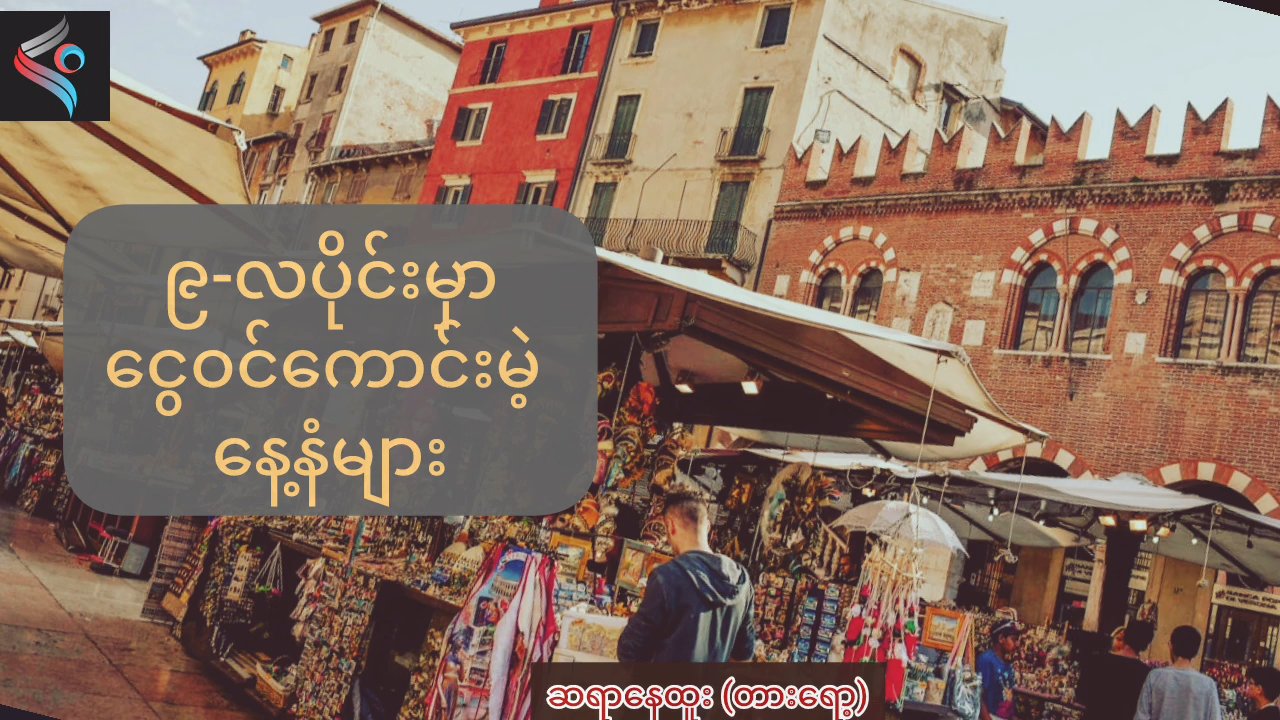 ၉-လပိုင်းမှာ
ငွေဝင်ကောင်းမဲ့
နေ့နံများ
ဆရာနေထူး (တားရော့)